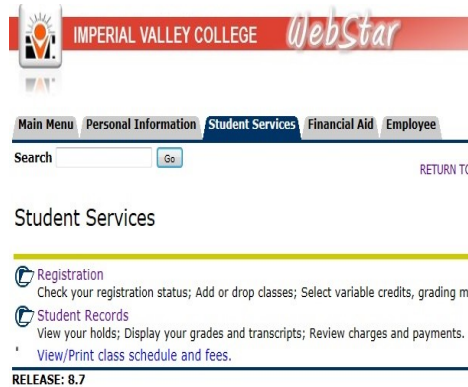 IMPERIAL VALLEY COLLEGE WebStar
Main Menu Personal Information Student Services Financial Aid Employee
Search Go
RETURN TO
Student Services
Registration
Check your registration status; Add or drop classes; Select variable credits, grading m
Student Records
View your holds; Display your grades and transcripts; Review charges and payments.
View/Print class schedule and fees.
RELEASE: 8.7